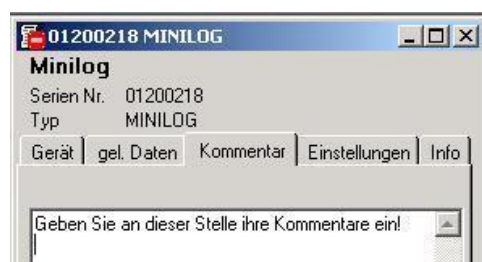 01200218 MINILOG
Minilog
Serien Nr. 01200218
Typ MINILOG
Gerät gel. Daten Kommentar Einstellungen Info
Geben Sie an dieser Stelle ihre Kommentare ein!